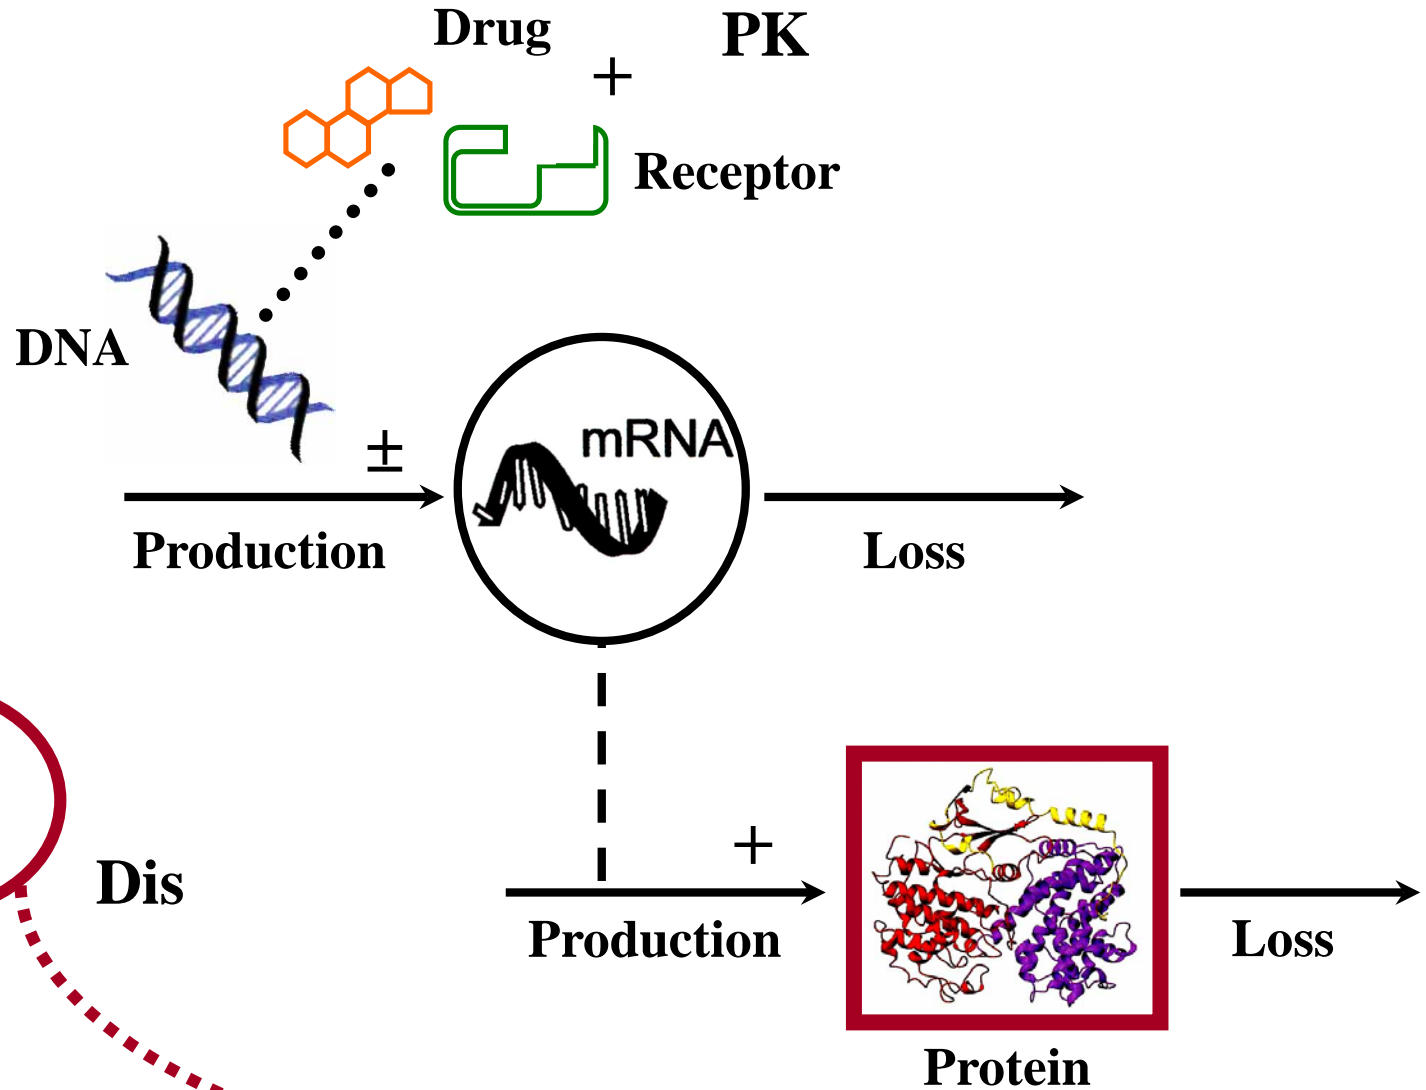 Drug
PK
+
Receptor
DNA
±
mRNA
Production
Loss
+
Dis
Production
Loss
Protein